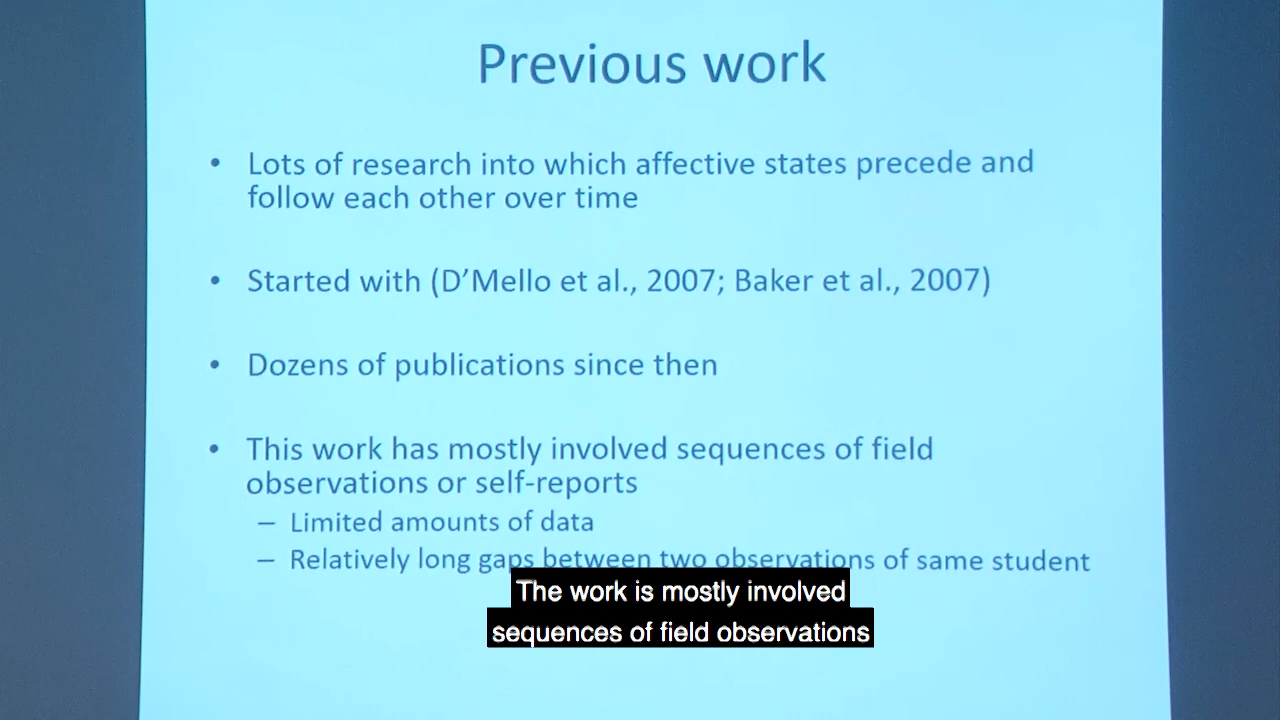 Previous work
• Lots of research into which affective states precede and
follow each other over time
• Started with (D’Mello et al., 2007; Baker et al., 2007)
• Dozens of publications since then
• This work has mostly involved sequences of field
observations or self-reports
– Limited amounts of data
– Relatively long gaps between two observations of same student
The work is mostly involved
sequences of field observations